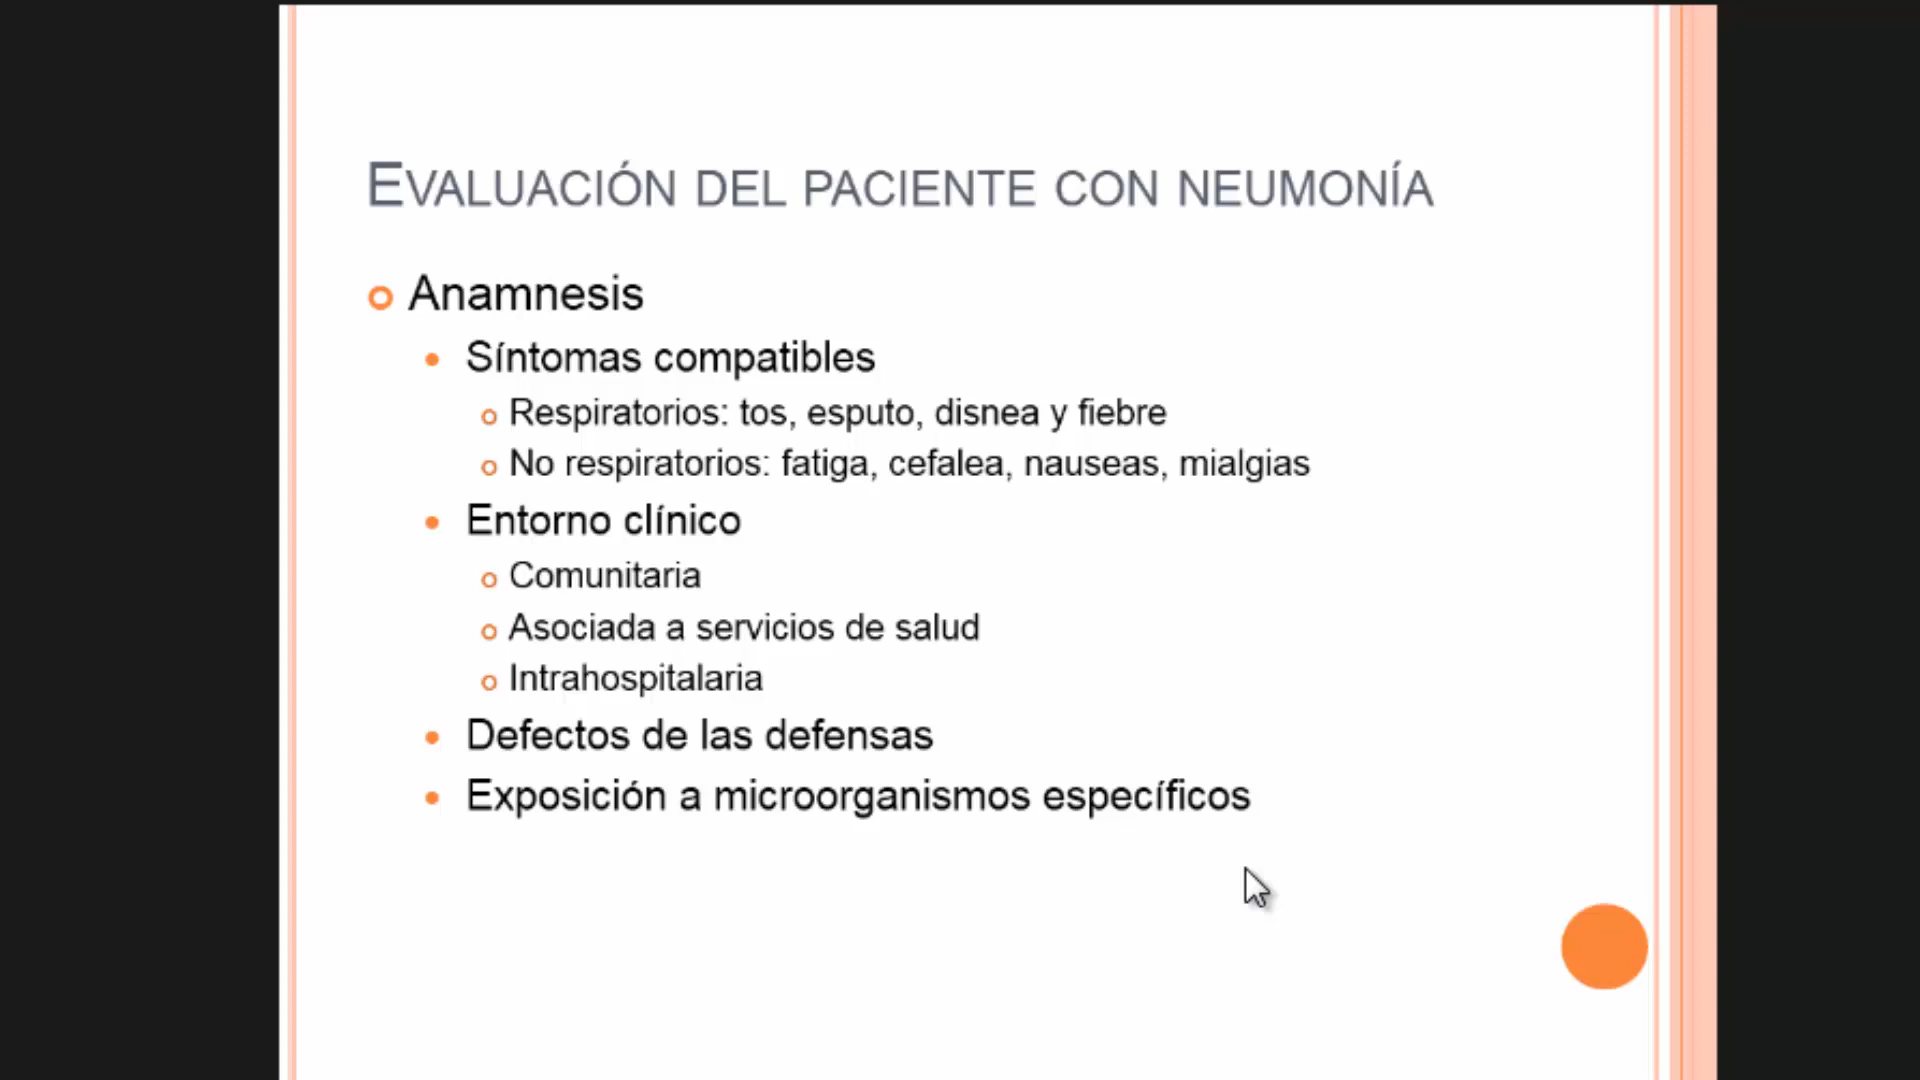 EVALUACIÓN DEL PACIENTE CON NEUMONÍA
Anamnesis
Síntomas compatibles
Respiratorios: tos, esputo, disnea y fiebre
No respiratorios: fatiga, cefalea, nauseas, mialgias
Entorno clínico
Comunitaria
Asociada a servicios de salud
Intrahospitalaria
Defectos de las defensas
Exposición a microorganismos específicos